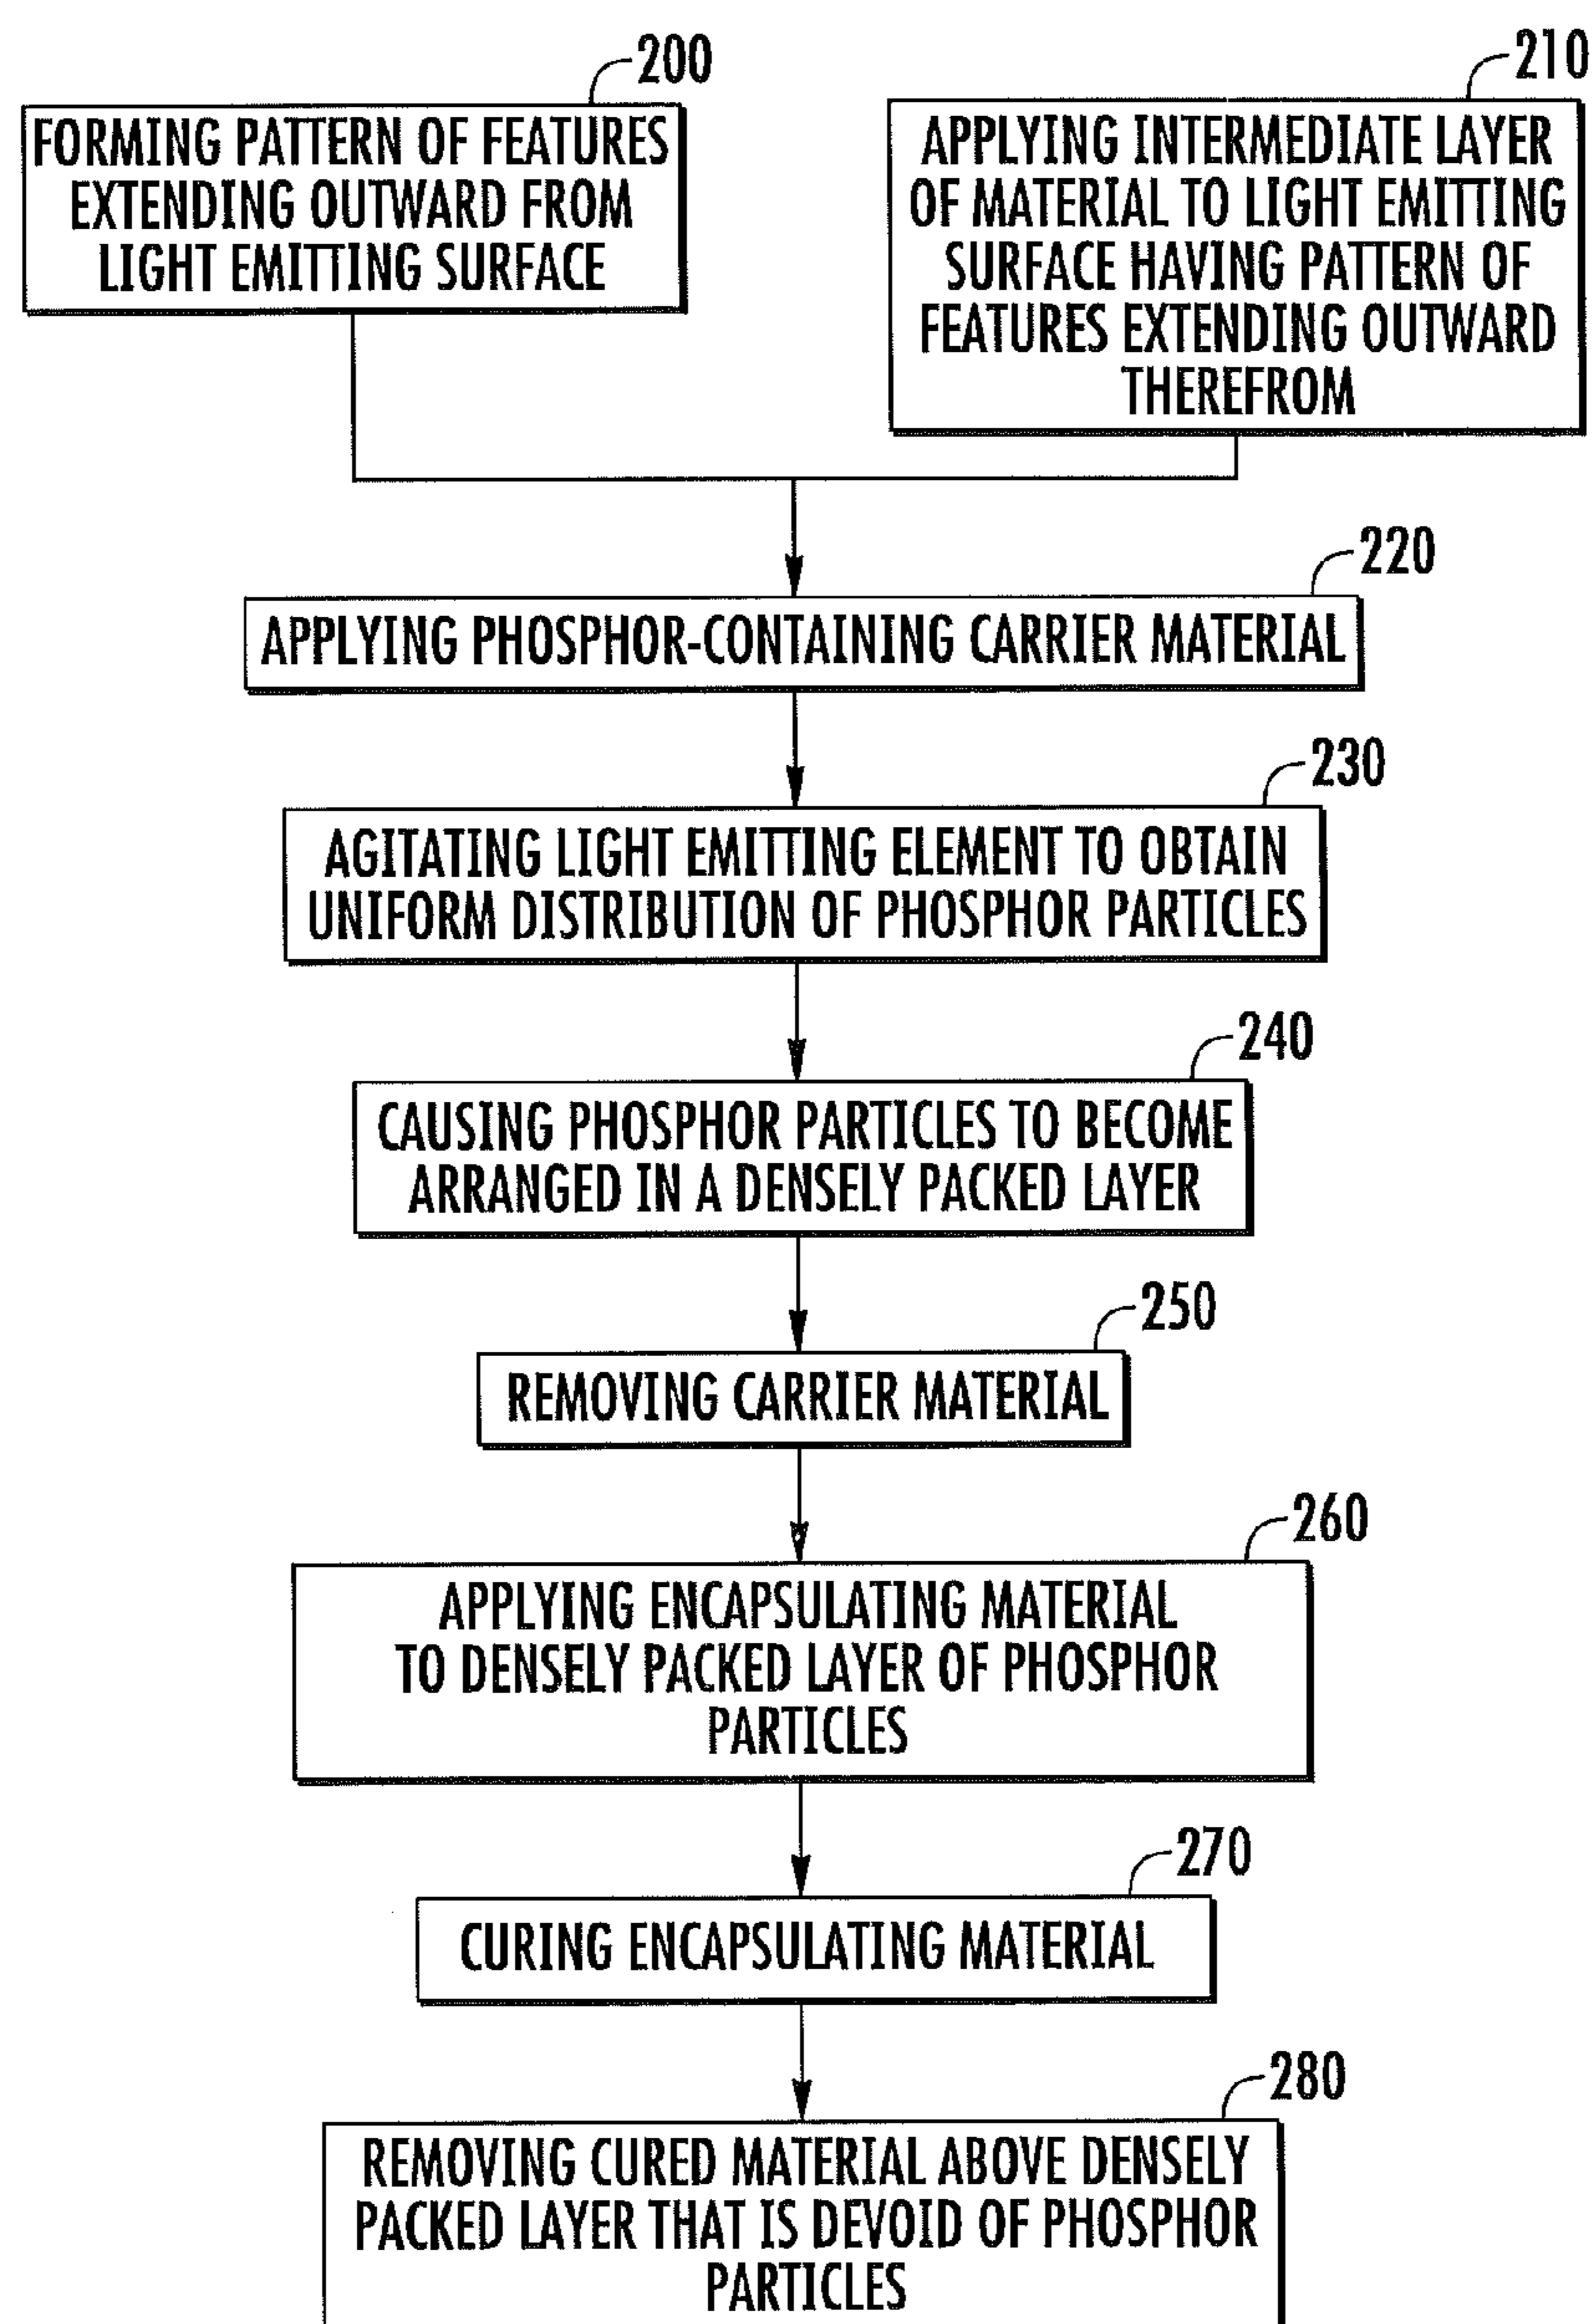 200
FORMING PATTERN OF FEATURES
EXTENDING OUTWARD FROM
LIGHT EMITTING SURFACE
210
APPLYING INTERMEDIATE LAYER
OF MATERIAL TO LIGHT EMITTING
SURFACE HAVING PATTERN OF
FEATURES EXTENDING OUTWARD
THEREFROM
220
APPLYING PHOSPHOR-CONTAINING CARRIER MATERIAL
230
AGITATING LIGHT EMITTING ELEMENT TO OBTAIN
UNIFORM DISTRIBUTION OF PHOSPHOR PARTICLES
240
CAUSING PHOSPHOR PARTICLES TO BECOME
ARRANGED IN A DENSELY PACKED LAYER
250
REMOVING CARRIER MATERIAL
260
APPLYING ENCAPSULATING MATERIAL
TO DENSELY PACKED LAYER OF PHOSPHOR
PARTICLES
270
CURING ENCAPSULATING MATERIAL
280
REMOVING CURED MATERIAL ABOVE DENSELY
PACKED LAYER THAT IS DEVOID OF PHOSPHOR
PARTICLES